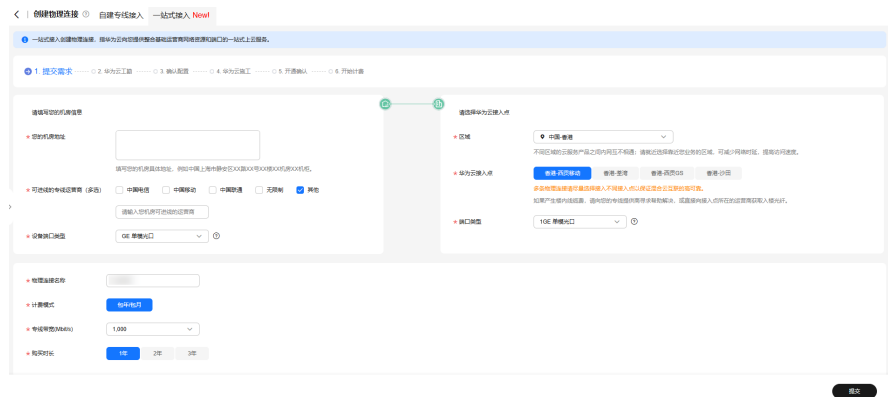 创建物理连接 自建专线接入 一站式接入 New!
一站式接入创建物理连接，指华为云向您提供整合基础运营商网络资源和端口的一站式上云服务。
1. 提交需求 2. 华为云工勘 3. 确认配置 4. 华为云施工 5. 开通确认 6. 开始计费
请填写您的机房信息
* 您的机房地址
填写您的机房具体地址，例如中国上海市静安区XX路XX号XX楼XX机房XX机柜。
* 可进线的专线运营商 (多选) 中国电信 中国移动 中国联通 无限制 其他
请输入您机房可进线的运营商
* 设备端口类型 GE 单模光口
请选择华为云接入点
* 区域 中国-香港
不同区域的云服务产品之间内网互不相通；请就近选择靠近您业务的区域，可减少网络时延，提高访问速度。
* 华为云接入点 香港-西贡移动 香港-荃湾 香港-西贡GS 香港-沙田
多条物理连接请尽量选择接入不同接入点以保证混合云互联的高可靠。
如果产生楼内线缆费，请向您的专线提供商寻求帮助解决，或直接向接入点所在的运营商获取入楼光纤。
* 端口类型 1GE 单模光口
* 物理连接名称
* 计费模式 包年/包月
* 专线带宽(Mbit/s) 1,000
* 购买时长 1年 2年 3年
提交